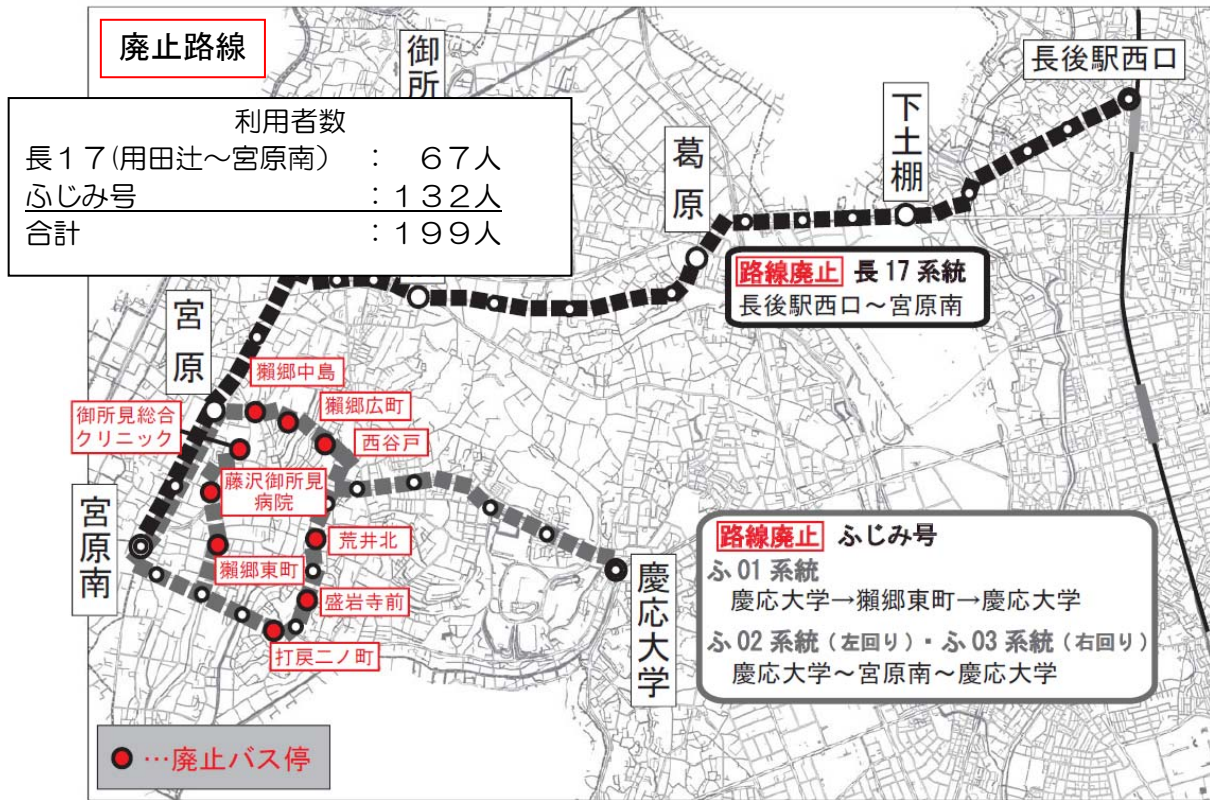 廃止路線
御所
長後駅西口
利用者数
長17(用田辻～宮原南) : 67人
ふじみ号 :132人
合計 :199人
下土棚
葛原
路線廃止 長17系統
長後駅西口～宮原南
宮原
獺郷中島
獺郷広町
御所見総合
クリニック
西谷戸
藤沢御所見
病院
宮原南
荒井北
獺郷東町
盛岩寺前
打戻二ノ町
慶応大学
路線廃止 ふじみ号
ふ01系統
慶応大学→獺郷東町→慶応大学
ふ02系統(左回り)・ふ03系統(右回り)
慶応大学～宮原南～慶応大学
…廃止バス停